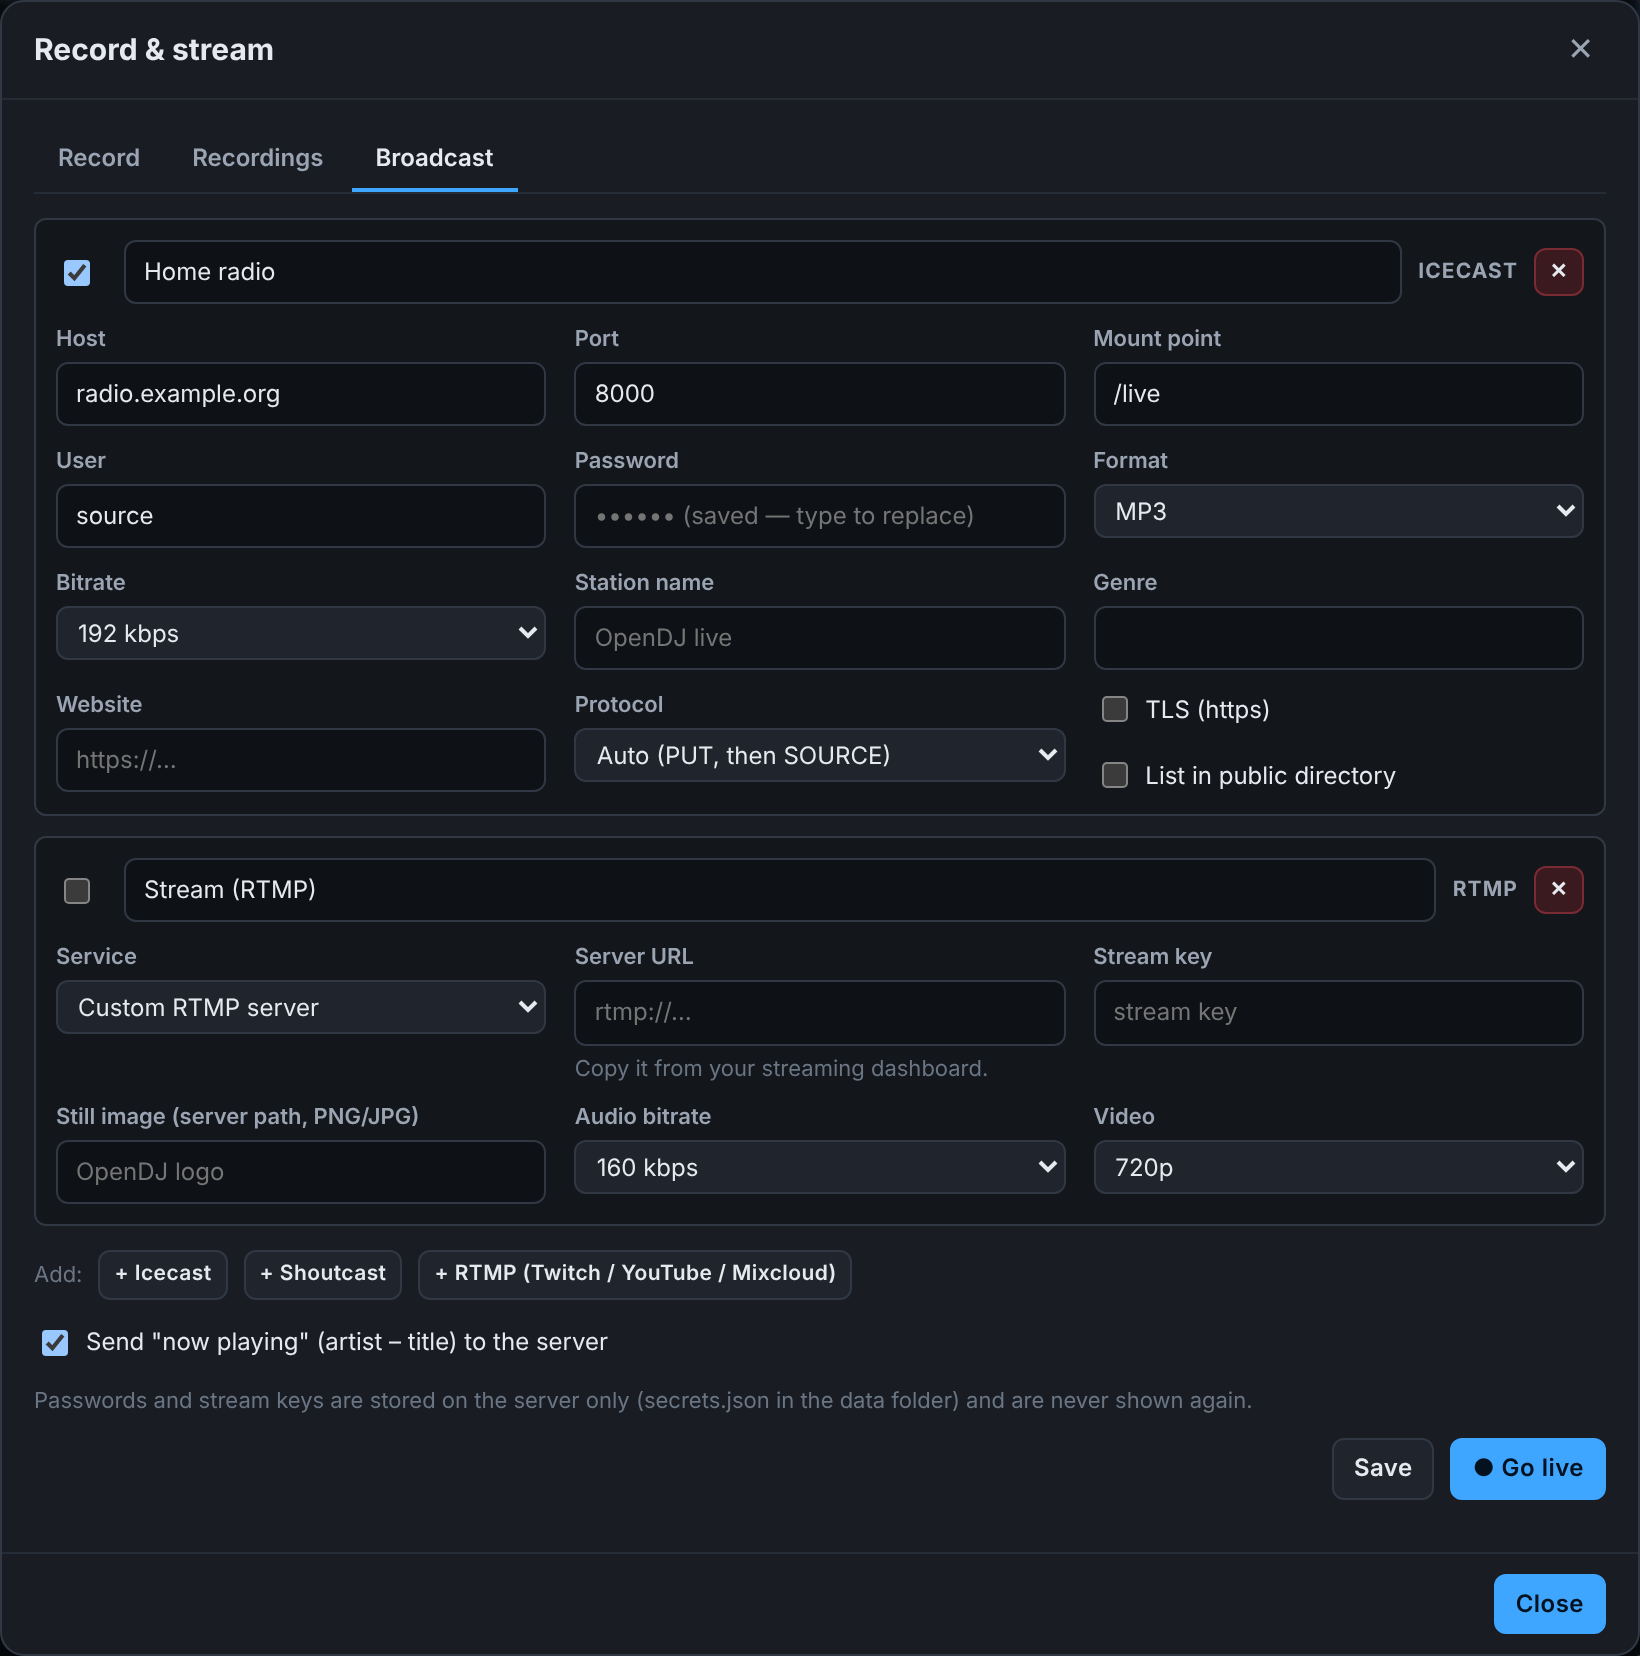 Record & stream
Record Recordings Broadcast
Home radio ICECAST
Host Port Mount point
radio.example.org 8000 /live
User Password Format
source •••••• (saved — type to replace) MP3
Bitrate Station name Genre
192 kbps OpenDJ live
Website Protocol TLS (https)
https://... Auto (PUT, then SOURCE) List in public directory
Stream (RTMP) RTMP
Service Server URL Stream key
Custom RTMP server rtmp://... stream key
Copy it from your streaming dashboard.
Still image (server path, PNG/JPG) Audio bitrate Video
OpenDJ logo 160 kbps 720p
Add: + Icecast + Shoutcast + RTMP (Twitch / YouTube / Mixcloud)
Send "now playing" (artist – title) to the server
Passwords and stream keys are stored on the server only (secrets.json in the data folder) and are never shown again.
Save Go live
Close